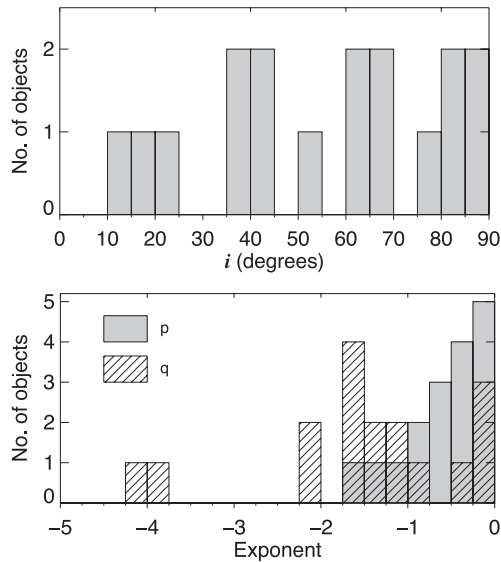 No. of objects
2
1
0
0 10 20 30 40 50 60 70 80 90
i (degrees)
No. of objects
5
4
3
2
1
0
p
q
−5 −4 −3 −2 −1 0
Exponent